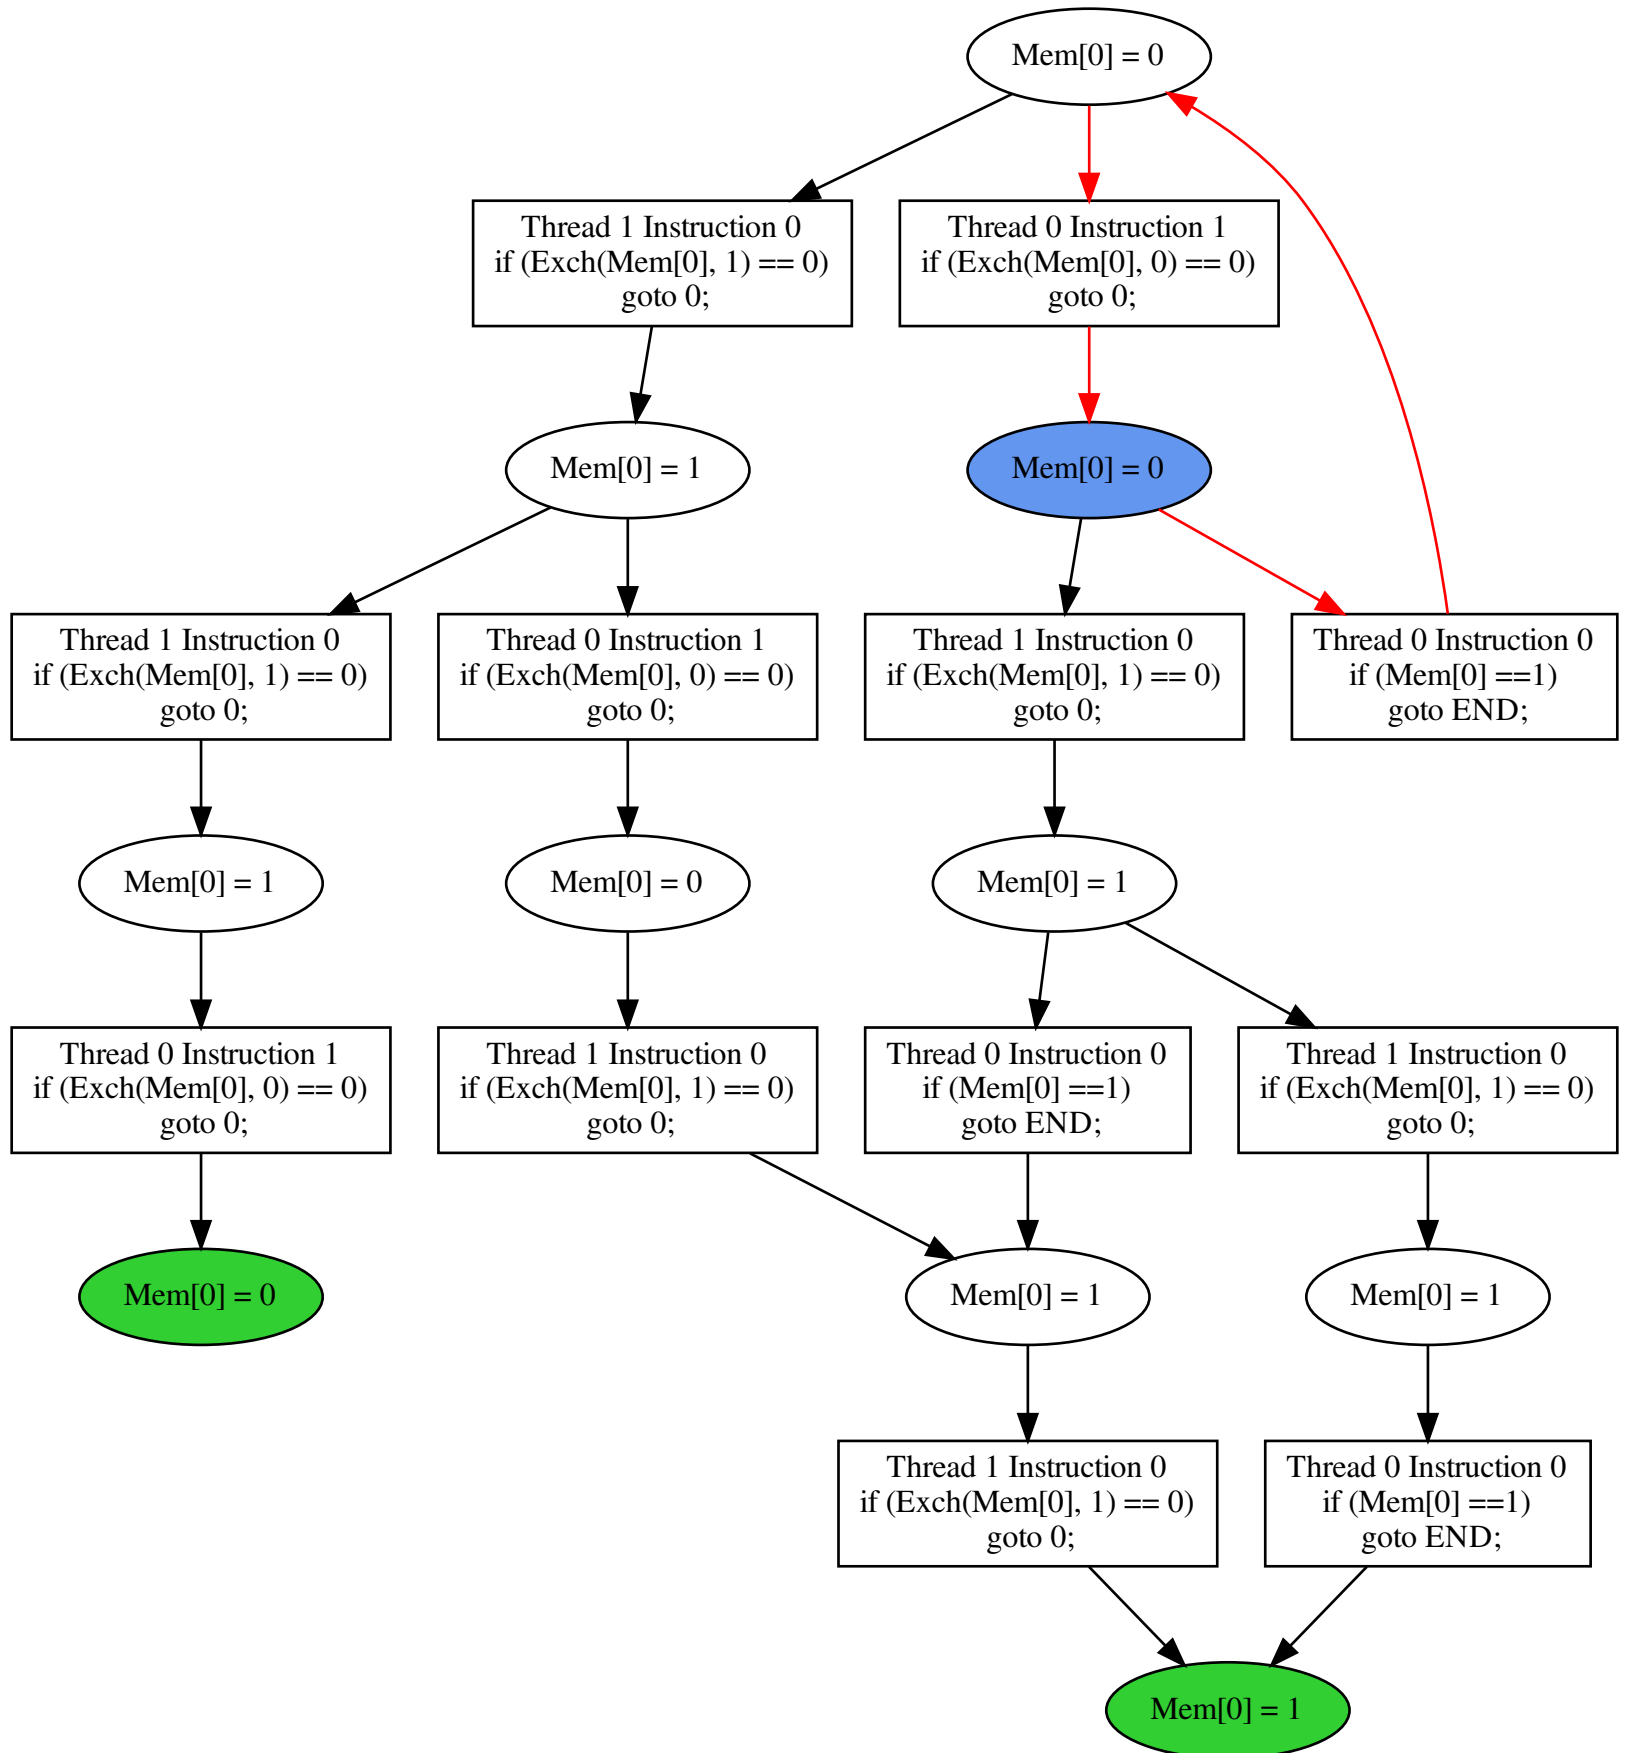 Mem[0] = 0
Thread 1 Instruction 0
if (Exch(Mem[0], 1) == 0)
goto 0;
Thread 0 Instruction 1
if (Exch(Mem[0], 0) == 0)
goto 0;
Mem[0] = 1
Mem[0] = 0
Thread 1 Instruction 0
if (Exch(Mem[0], 1) == 0)
goto 0;
Thread 0 Instruction 1
if (Exch(Mem[0], 0) == 0)
goto 0;
Thread 1 Instruction 0
if (Exch(Mem[0], 1) == 0)
goto 0;
Thread 0 Instruction 0
if (Mem[0] ==1)
goto END;
Mem[0] = 1
Mem[0] = 0
Mem[0] = 1
Thread 0 Instruction 1
if (Exch(Mem[0], 0) == 0)
goto 0;
Thread 1 Instruction 0
if (Exch(Mem[0], 1) == 0)
goto 0;
Thread 0 Instruction 0
if (Mem[0] ==1)
goto END;
Thread 1 Instruction 0
if (Exch(Mem[0], 1) == 0)
goto 0;
Mem[0] = 0
Mem[0] = 1
Mem[0] = 1
Thread 1 Instruction 0
if (Exch(Mem[0], 1) == 0)
goto 0;
Thread 0 Instruction 0
if (Mem[0] ==1)
goto END;
Mem[0] = 1